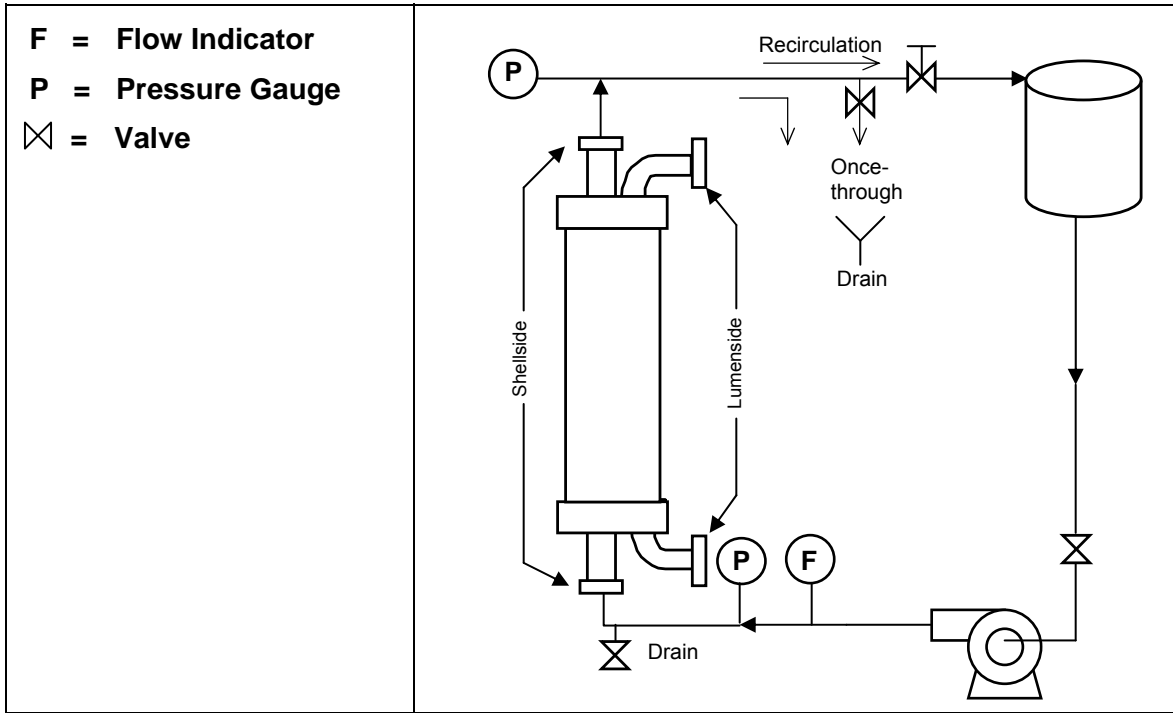 F = Flow Indicator
P = Pressure Gauge
= Valve
Recirculation
P
Once-
through
Drain
Shellside
Lumenside
P
F
Drain